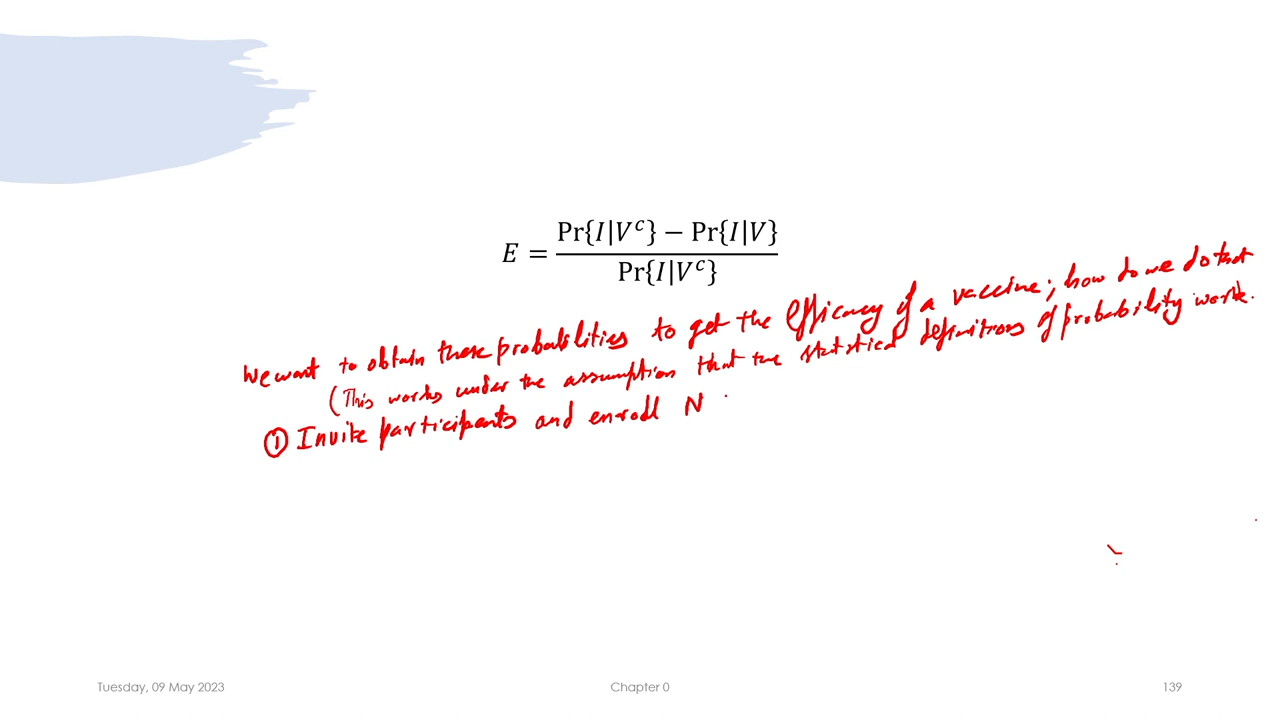 E = (Pr{I|Vᶜ} − Pr{I|V}) / Pr{I|Vᶜ}
We want to obtain these probabilities to get the efficacy of a vaccine; how do we do that
(This works under the assumption that the statistical definitions of probability work.
① Invite participants and enroll N
Tuesday, 09 May 2023 Chapter 0 139